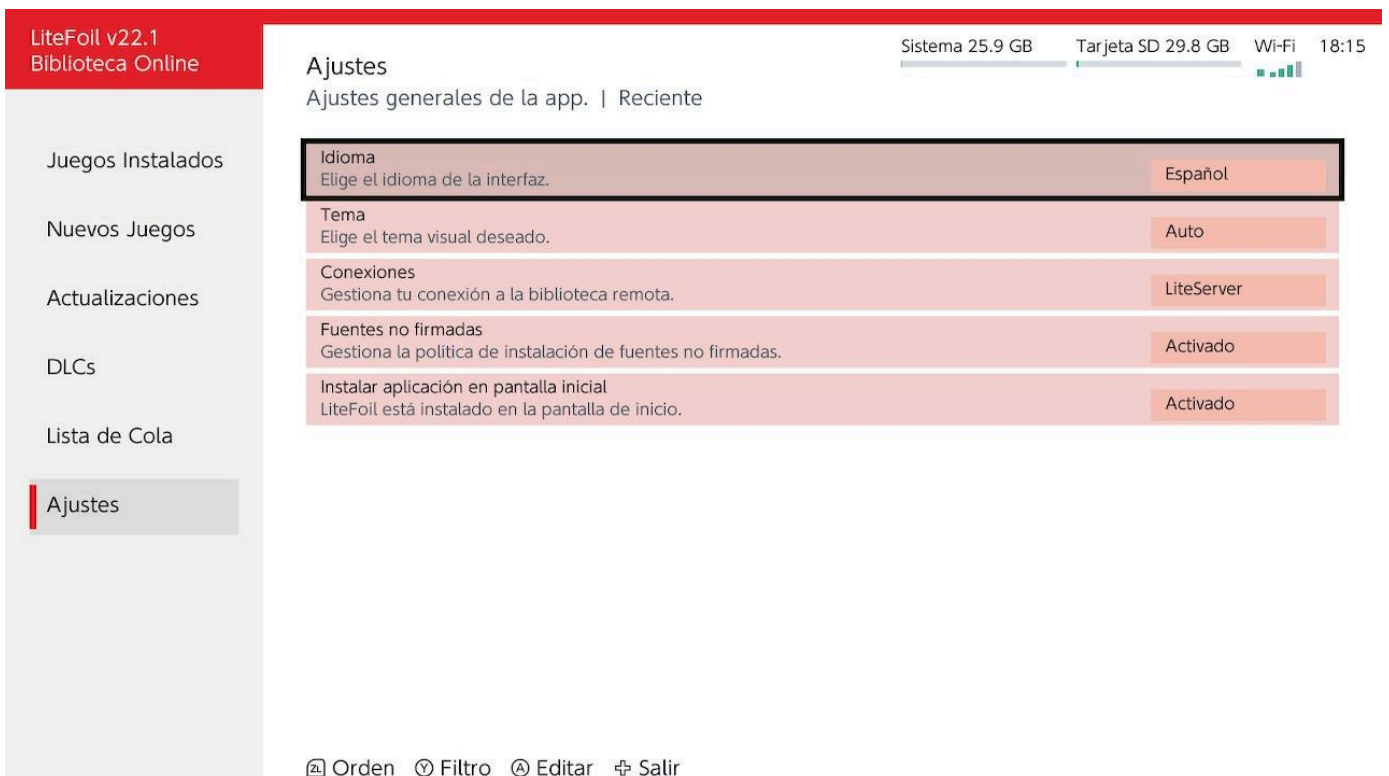 LiteFoil v22.1
Biblioteca Online
Sistema 25.9 GB
Tarjeta SD 29.8 GB
Wi-Fi
18:15
Ajustes
Ajustes generales de la app. | Reciente
Juegos Instalados
Nuevos Juegos
Actualizaciones
DLCs
Lista de Cola
Ajustes
Idioma
Elige el idioma de la interfaz.
Español
Tema
Elige el tema visual deseado.
Auto
Conexiones
Gestiona tu conexión a la biblioteca remota.
LiteServer
Fuentes no firmadas
Gestiona la política de instalación de fuentes no firmadas.
Activado
Instalar aplicación en pantalla inicial
LiteFoil está instalado en la pantalla de inicio.
Activado
ZL Orden Y Filtro A Editar Salir